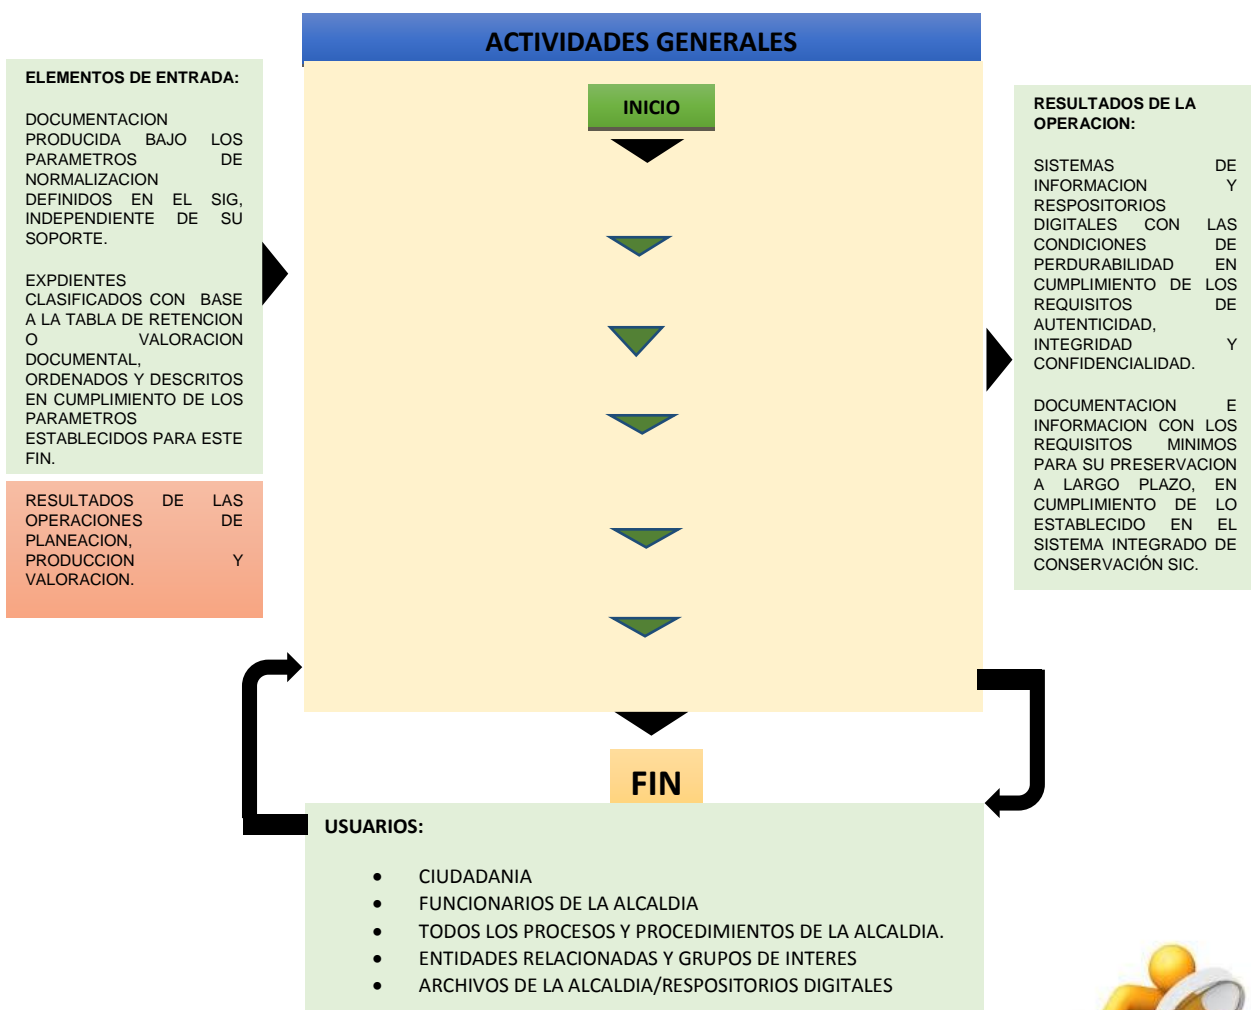 ACTIVIDADES GENERALES
ELEMENTOS DE ENTRADA:
DOCUMENTACION
PRODUCIDA BAJO LOS
PARAMETROS DE
NORMALIZACION
DEFINIDOS EN EL SIG,
INDEPENDIENTE DE SU
SOPORTE.
EXPDIENTES
CLASIFICADOS CON BASE
A LA TABLA DE RETENCION
O VALORACION
DOCUMENTAL,
ORDENADOS Y DESCRITOS
EN CUMPLIMIENTO DE LOS
PARAMETROS
ESTABLECIDOS PARA ESTE
FIN.
RESULTADOS DE LAS
OPERACIONES DE
PLANEACION,
PRODUCCION Y
VALORACION.
INICIO
RESULTADOS DE LA
OPERACION:
SISTEMAS DE
INFORMACION Y
RESPOSITORIOS
DIGITALES CON LAS
CONDICIONES DE
PERDURABILIDAD EN
CUMPLIMIENTO DE LOS
REQUISITOS DE
AUTENTICIDAD,
INTEGRIDAD Y
CONFIDENCIALIDAD.
DOCUMENTACION E
INFORMACION CON LOS
REQUISITOS MINIMOS
PARA SU PRESERVACION
A LARGO PLAZO, EN
CUMPLIMIENTO DE LO
ESTABLECIDO EN EL
SISTEMA INTEGRADO DE
CONSERVACIÓN SIC.
FIN
USUARIOS:
• CIUDADANIA
• FUNCIONARIOS DE LA ALCALDIA
• TODOS LOS PROCESOS Y PROCEDIMIENTOS DE LA ALCALDIA.
• ENTIDADES RELACIONADAS Y GRUPOS DE INTERES
• ARCHIVOS DE LA ALCALDIA/RESPOSITORIOS DIGITALES